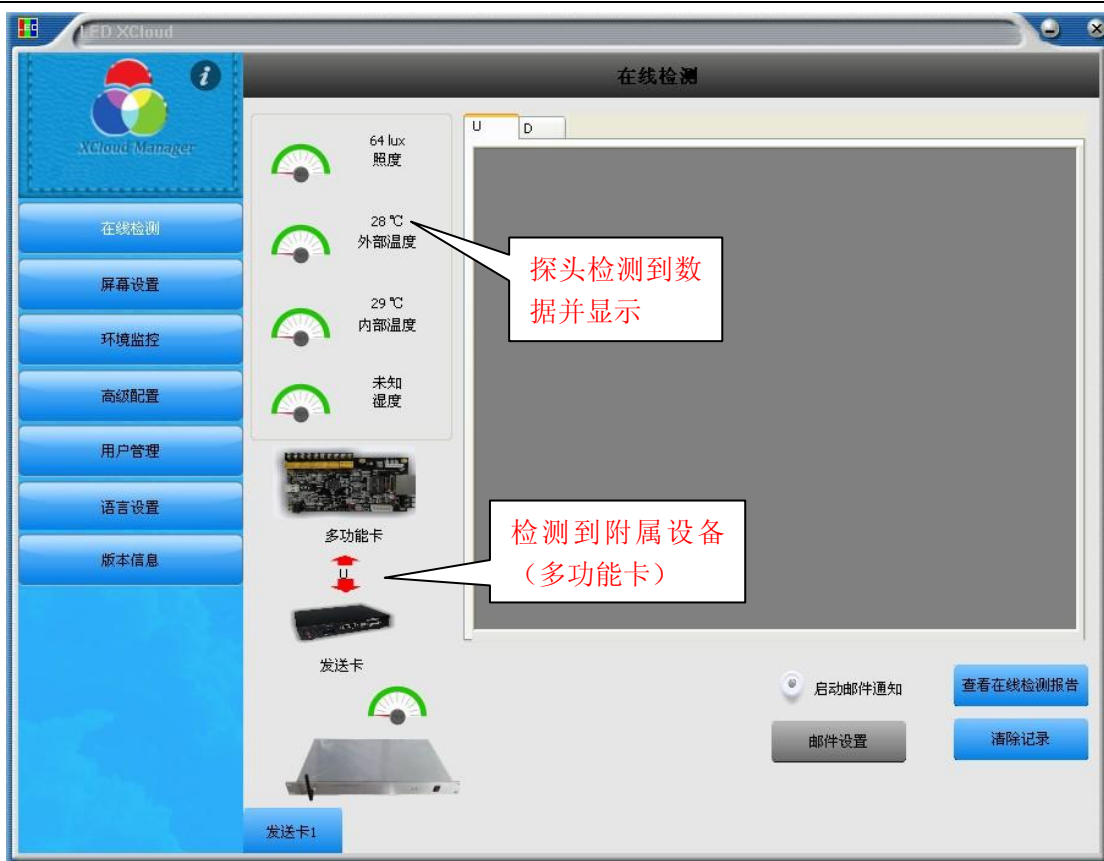 LED XCloud
XCloud Manager
在线检测
屏幕设置
环境监控
高级配置
用户管理
语言设置
版本信息
在线检测
64 lux
照度
28 ℃
外部温度
29 ℃
内部温度
未知
湿度
多功能卡
U
发送卡
发送卡1
U
D
探头检测到数
据并显示
检测到附属设备
（多功能卡）
启动邮件通知
查看在线检测报告
邮件设置
清除记录